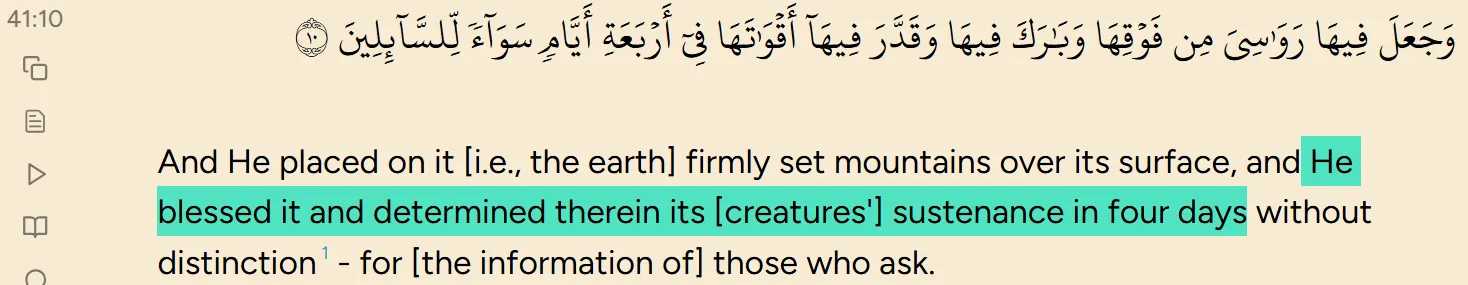 41:10
وَجَعَلَ فِيهَا رَوَٰسِىَ مِن فَوْقِهَا وَبَـٰرَكَ فِيهَا وَقَدَّرَ فِيهَآ أَقْوَٰتَهَا فِىٓ أَرْبَعَةِ أَيَّامٍۢ سَوَآءًۭ لِّلسَّآئِلِينَ ١٠
And He placed on it [i.e., the earth] firmly set mountains over its surface, and He
blessed it and determined therein its [creatures'] sustenance in four days without
distinction 1 - for [the information of] those who ask.